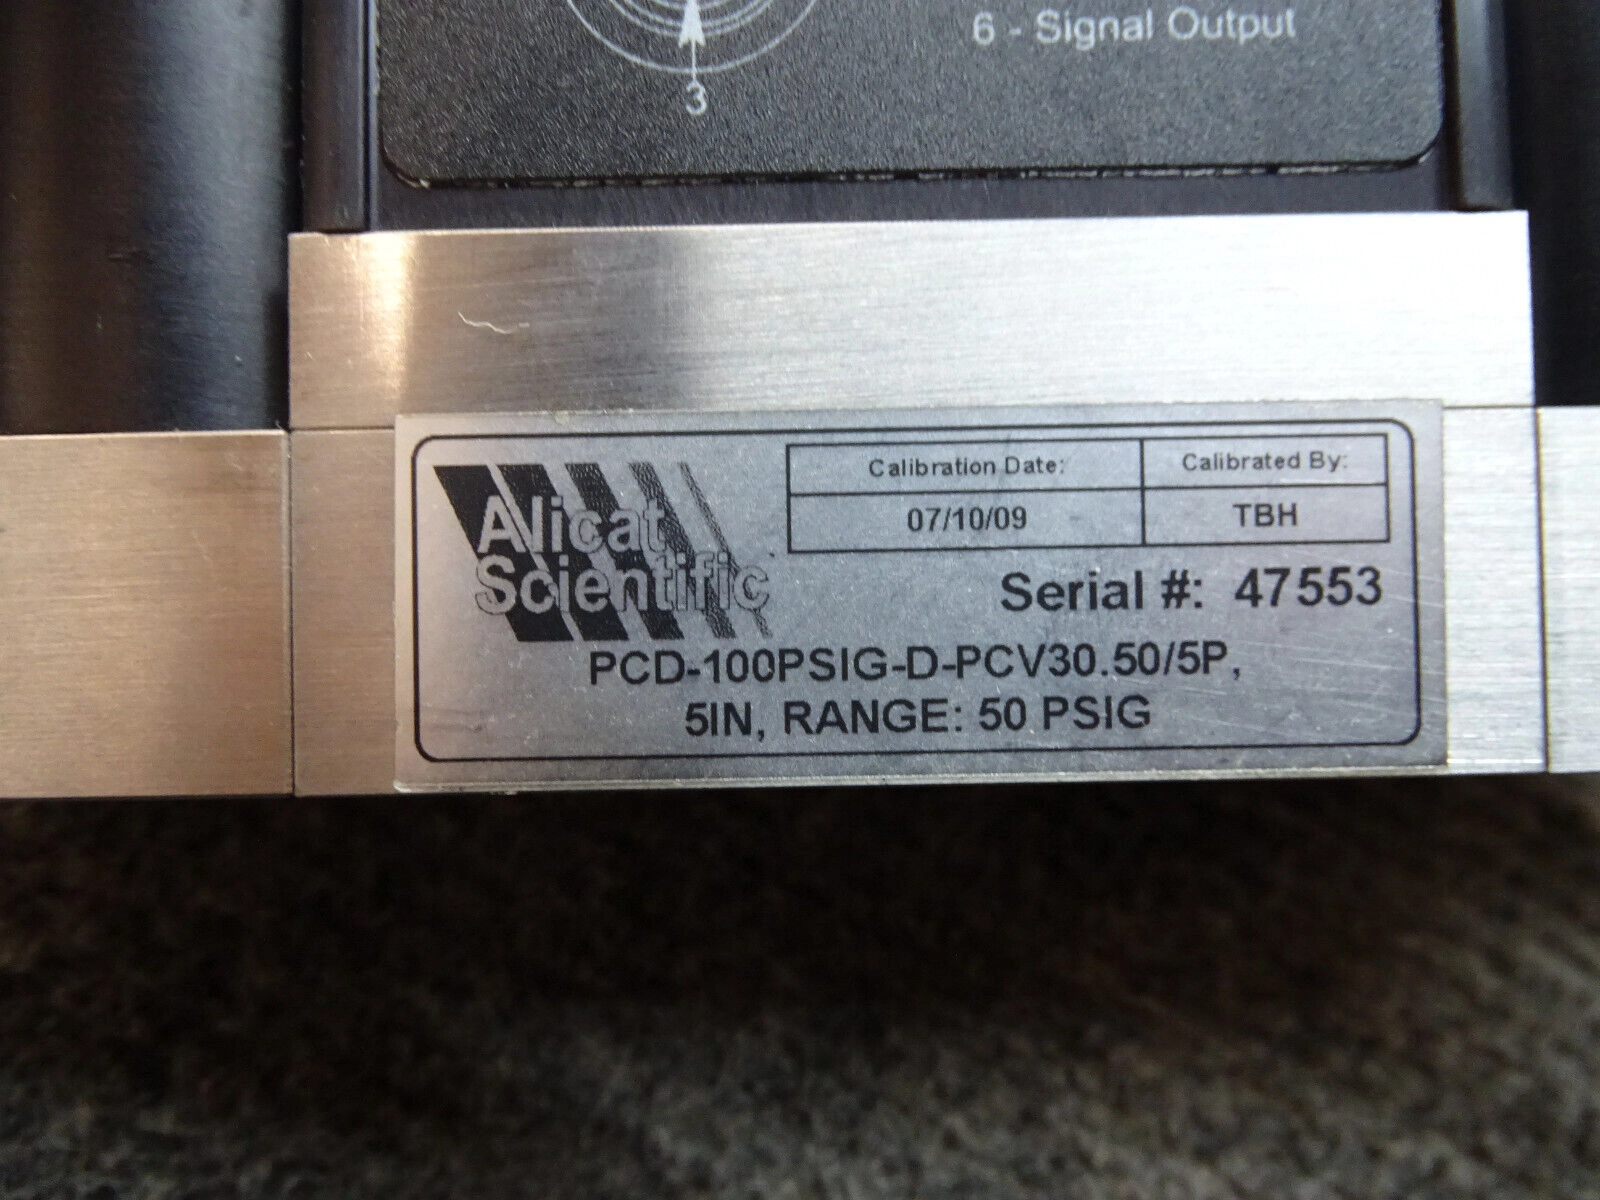 6 - Signal Output
3
Alicat
Scientific
Calibration Date:
Calibrated By:
07/10/09
TBH
Serial #: 47553
PCD-100PSIG-D-PCV30.50/5P,
5IN, RANGE: 50 PSIG